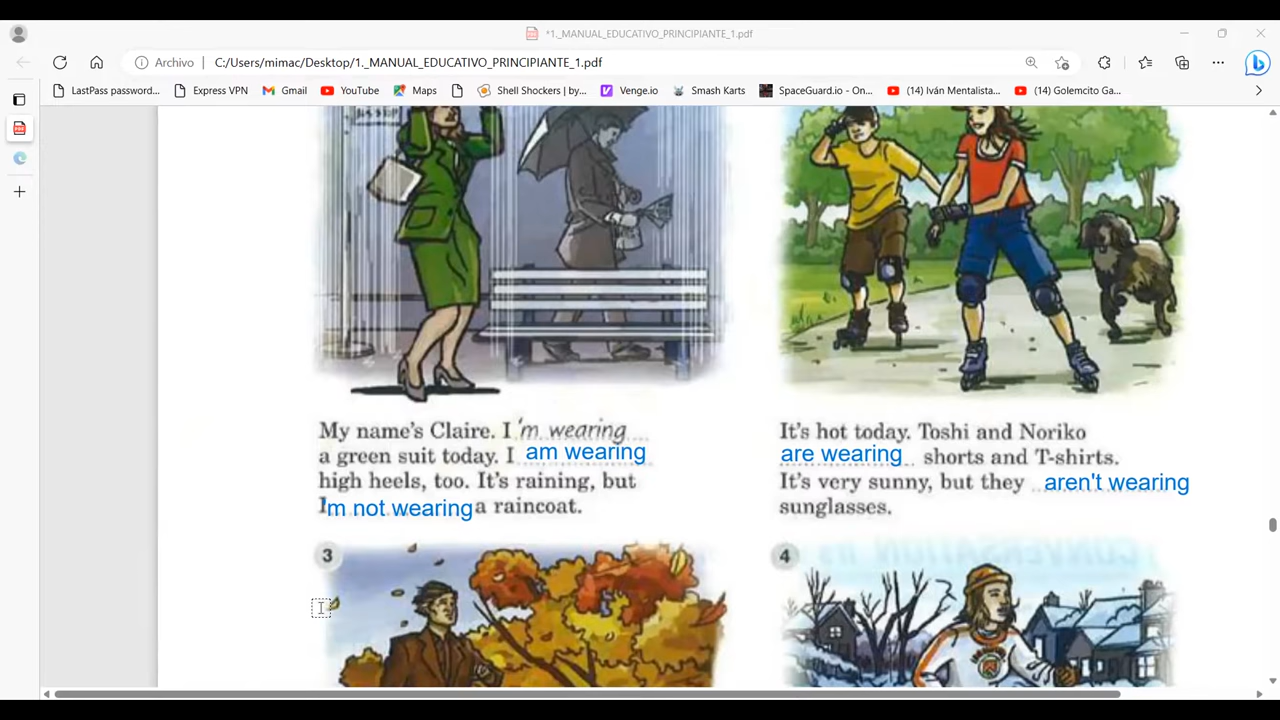 *1._MANUAL_EDUCATIVO_PRINCIPIANTE_1.pdf
Archivo C:/Users/mimac/Desktop/1._MANUAL_EDUCATIVO_PRINCIPIANTE_1.pdf
LastPass password... Express VPN Gmail YouTube Maps Shell Shockers | by... Venge.io Smash Karts SpaceGuard.io - On... (14) Iván Mentalista... (14) Golemcito Ga...
My name's Claire. I 'm wearing
a green suit today. I am wearing
high heels, too. It's raining, but
I'm not wearing a raincoat.
It's hot today. Toshi and Noriko
are wearing shorts and T-shirts.
It's very sunny, but they aren't wearing
sunglasses.
3
4